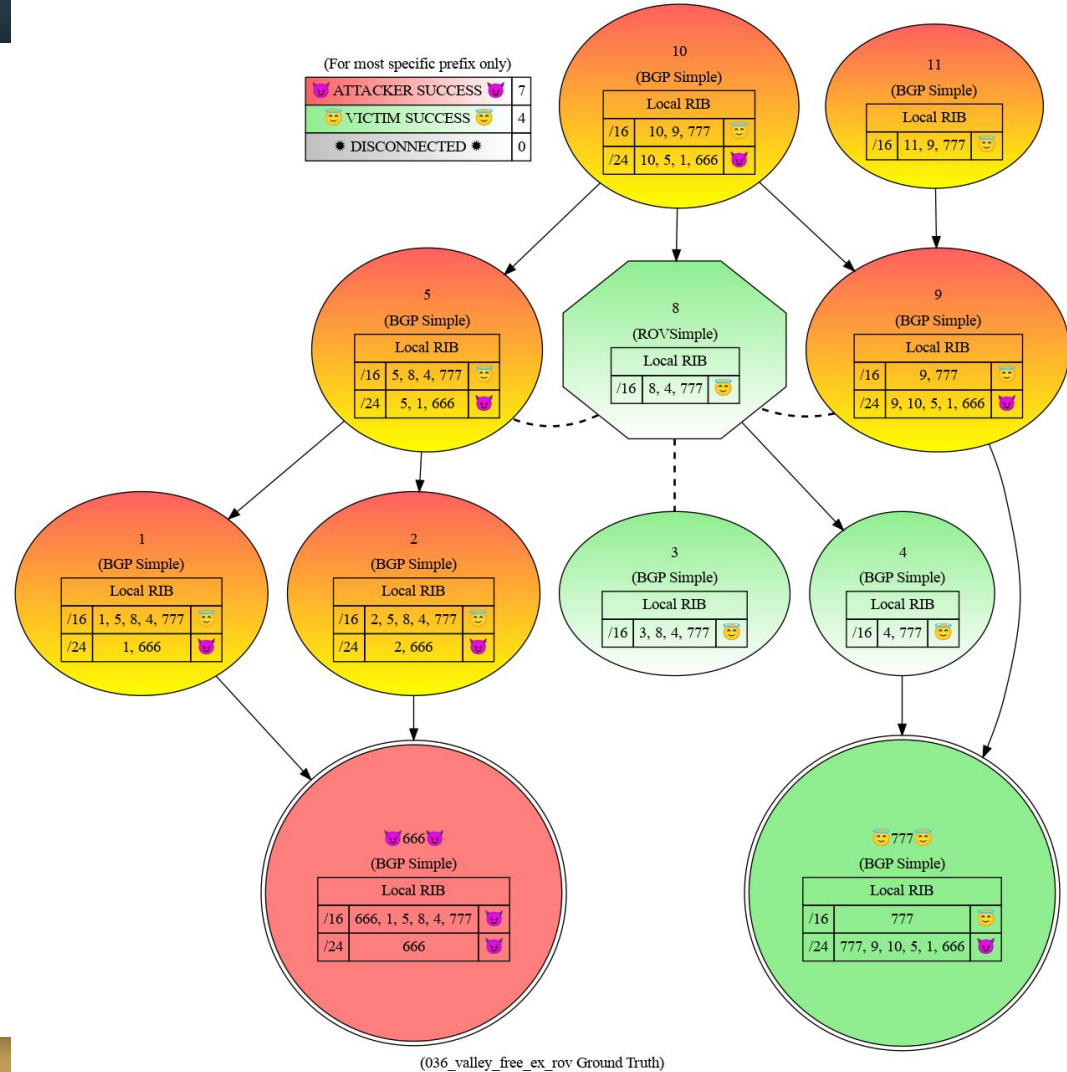 (For most specific prefix only)
😈 ATTACKER SUCCESS 😈 7
😇 VICTIM SUCCESS 😇 4
✹ DISCONNECTED ✹ 0
10
(BGP Simple)
Local RIB
/16 10, 9, 777 😇
/24 10, 5, 1, 666 😈
11
(BGP Simple)
Local RIB
/16 11, 9, 777 😇
5
(BGP Simple)
Local RIB
/16 5, 8, 4, 777 😇
/24 5, 1, 666 😈
8
(ROVSimple)
Local RIB
/16 8, 4, 777 😇
9
(BGP Simple)
Local RIB
/16 9, 777 😇
/24 9, 10, 5, 1, 666 😈
1
(BGP Simple)
Local RIB
/16 1, 5, 8, 4, 777 😇
/24 1, 666 😈
2
(BGP Simple)
Local RIB
/16 2, 5, 8, 4, 777 😇
/24 2, 666 😈
3
(BGP Simple)
Local RIB
/16 3, 8, 4, 777 😇
4
(BGP Simple)
Local RIB
/16 4, 777 😇
😈666😈
(BGP Simple)
Local RIB
/16 666, 1, 5, 8, 4, 777 😈
/24 666 😈
😇777😇
(BGP Simple)
Local RIB
/16 777 😇
/24 777, 9, 10, 5, 1, 666 😈
(036_valley_free_ex_rov Ground Truth)